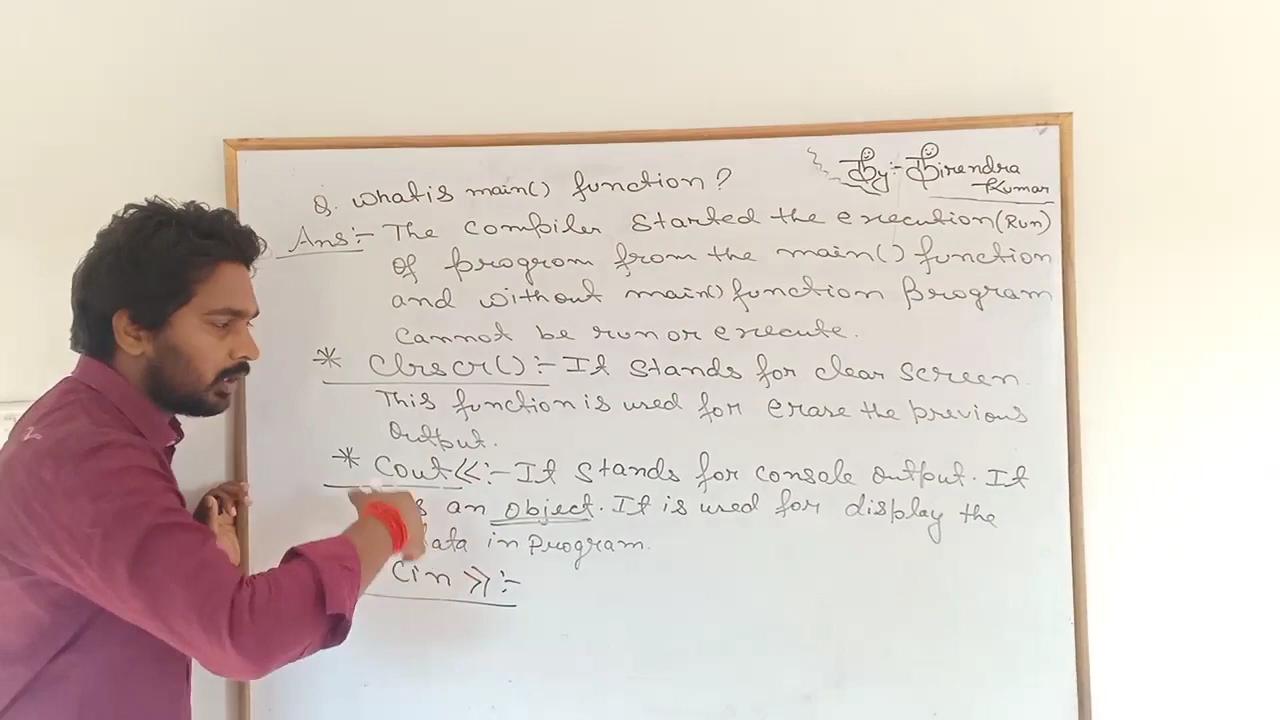 By:- Birendra Kumar
Q. What is main() function?
Ans:- The compiler started the execution (Run)
of program from the main() function
and without main() function Program
cannot be run or execute.
* Clrscr() :- It stands for clear screen.
This function is used for erase the previous
output.
* Cout<< :- It stands for console output. It
an object. It is used for display the
in program.
Cin >> :-